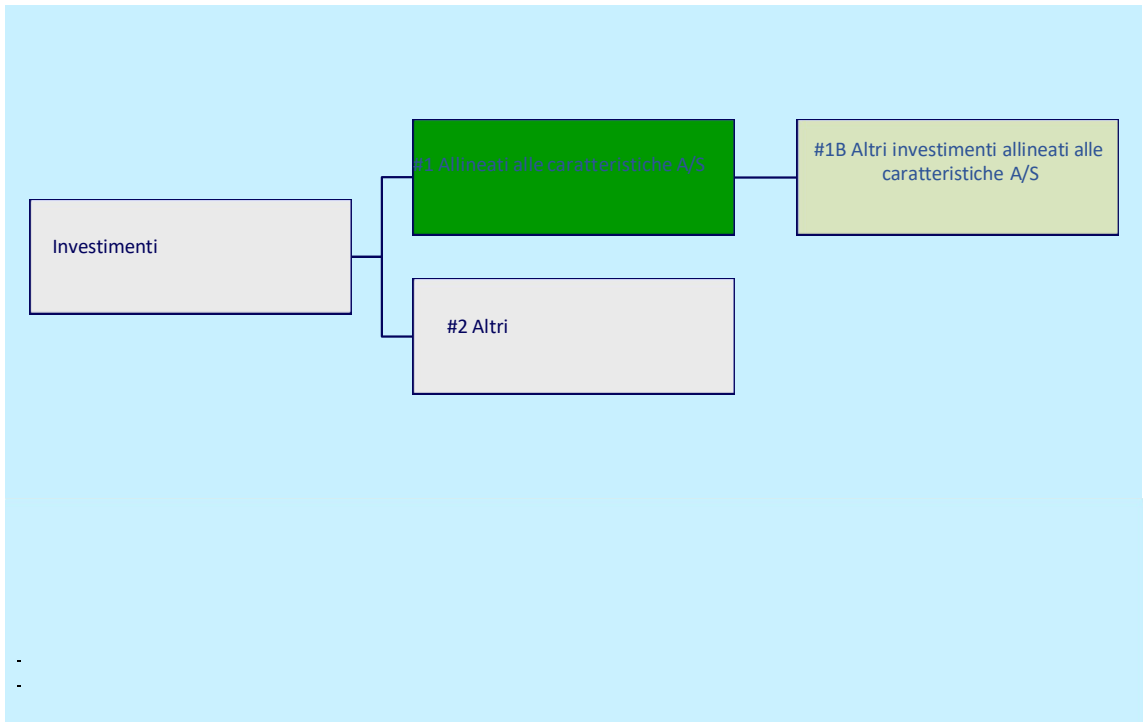 #1 Allineati alle caratteristiche A/S
#1B Altri investimenti allineati alle
caratteristiche A/S
Investimenti
#2 Altri
-
-